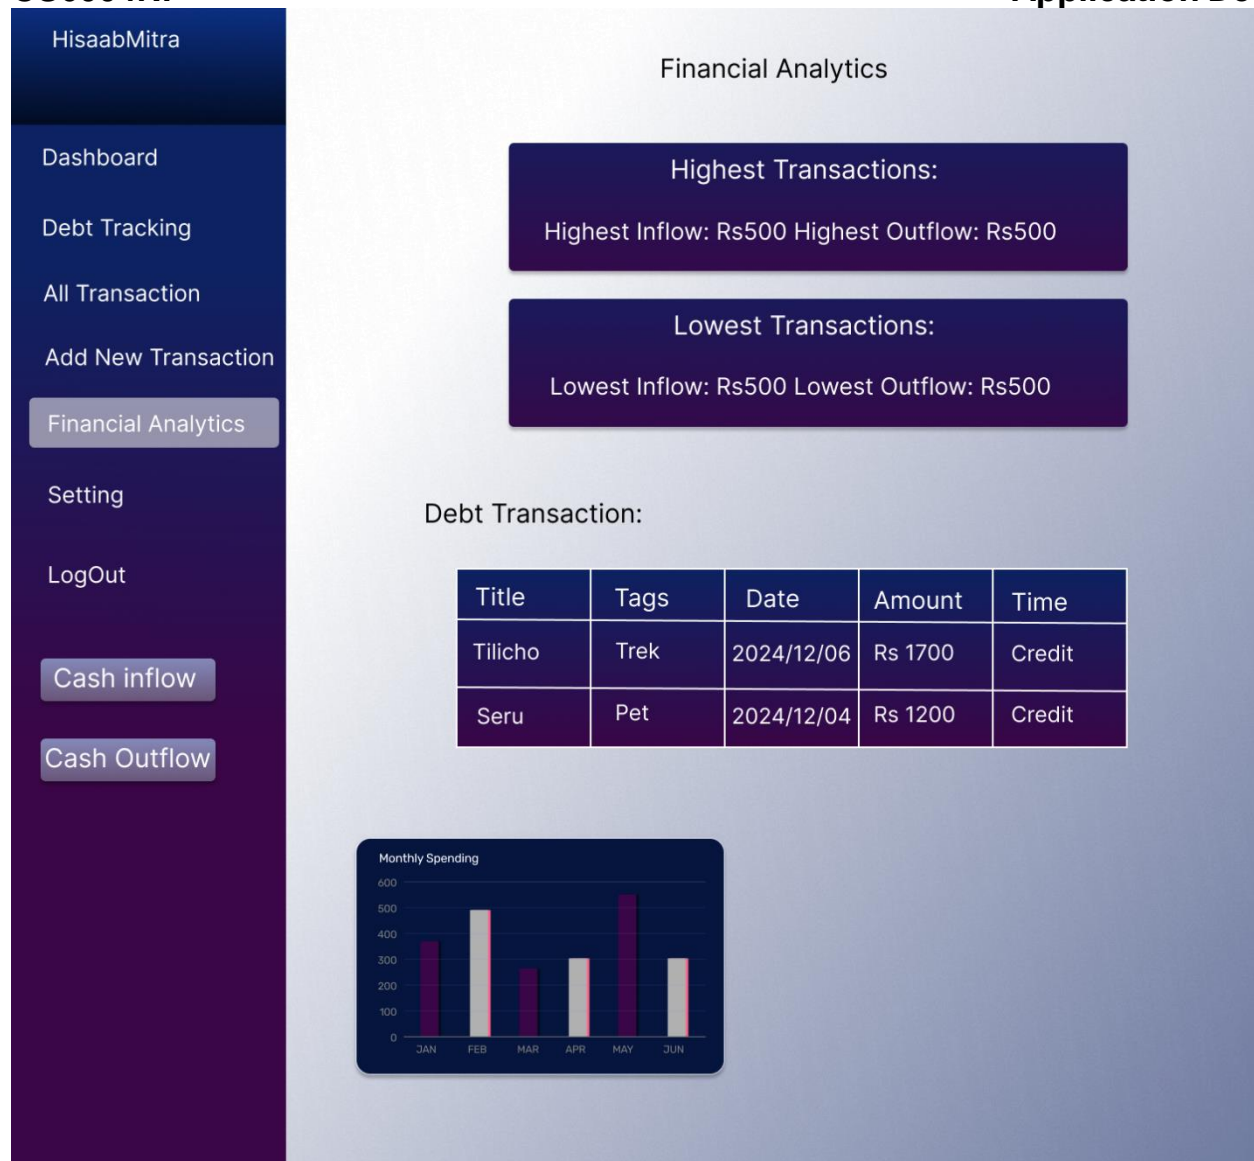 HisaabMitra
Dashboard
Debt Tracking
All Transaction
Add New Transaction
Financial Analytics
Setting
LogOut
Cash inflow
Cash Outflow
Financial Analytics
Highest Transactions:
Highest Inflow: Rs500 Highest Outflow: Rs500
Lowest Transactions:
Lowest Inflow: Rs500 Lowest Outflow: Rs500
Debt Transaction:
Title Tags Date Amount Time
Tilicho Trek 2024/12/06 Rs 1700 Credit
Seru Pet 2024/12/04 Rs 1200 Credit
Monthly Spending
600
500
400
300
200
100
0
JAN FEB MAR APR MAY JUN